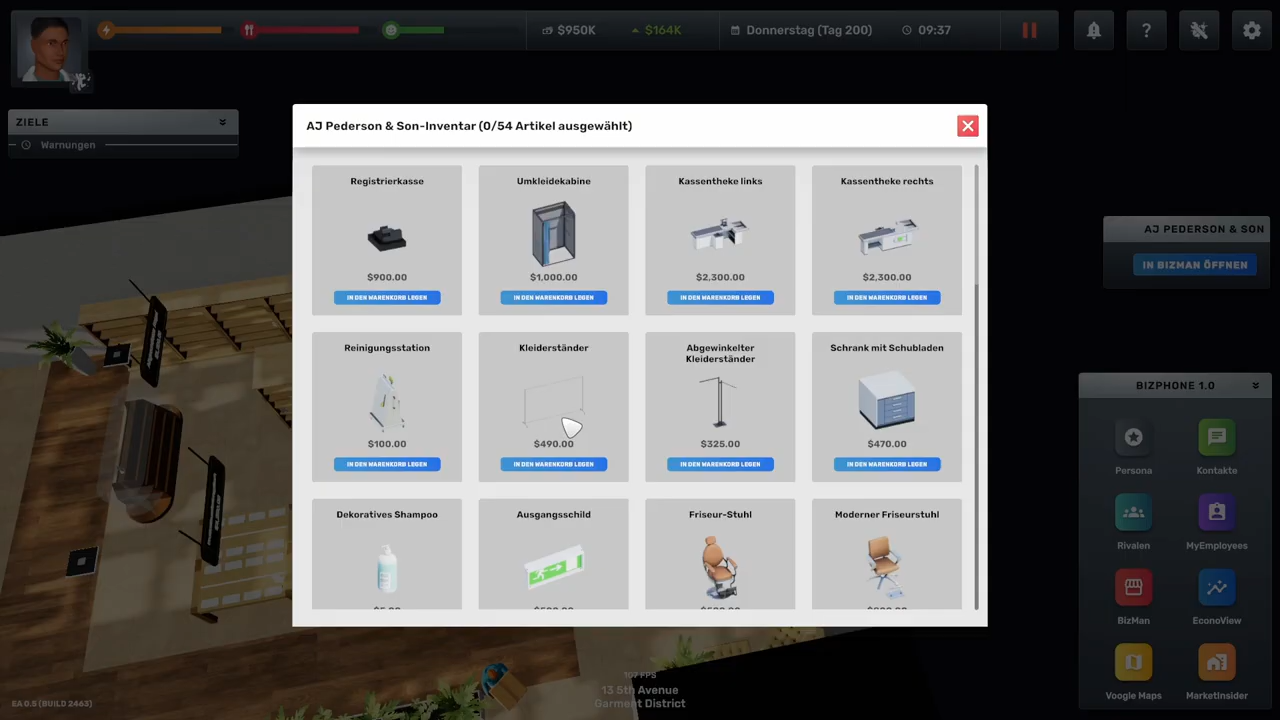 $950K
$164K
Donnerstag (Tag 200)
09:37
?
ZIELE
Warnungen
AJ Pederson & Son-Inventar (0/54 Artikel ausgewählt)
Registrierkasse
Umkleidekabine
Kassentheke links
Kassentheke rechts
$900.00
$1,000.00
$2,300.00
$2,300.00
IN DEN WARENKORB LEGEN
IN DEN WARENKORB LEGEN
IN DEN WARENKORB LEGEN
IN DEN WARENKORB LEGEN
Reinigungsstation
Kleiderständer
Abgewinkelter
Kleiderständer
Schrank mit Schubladen
$100.00
$490.00
$325.00
$470.00
IN DEN WARENKORB LEGEN
IN DEN WARENKORB LEGEN
IN DEN WARENKORB LEGEN
IN DEN WARENKORB LEGEN
Dekoratives Shampoo
Ausgangsschild
Friseur-Stuhl
Moderner Friseurstuhl
AJ PEDERSON & SON
IN BIZMAN ÖFFNEN
BIZPHONE 1.0
Persona
Kontakte
Rivalen
MyEmployees
BizMan
EconoView
Voogle Maps
MarketInsider
107 FPS
13 5th Avenue
Garment District
EA 0.5 (BUILD 2463)